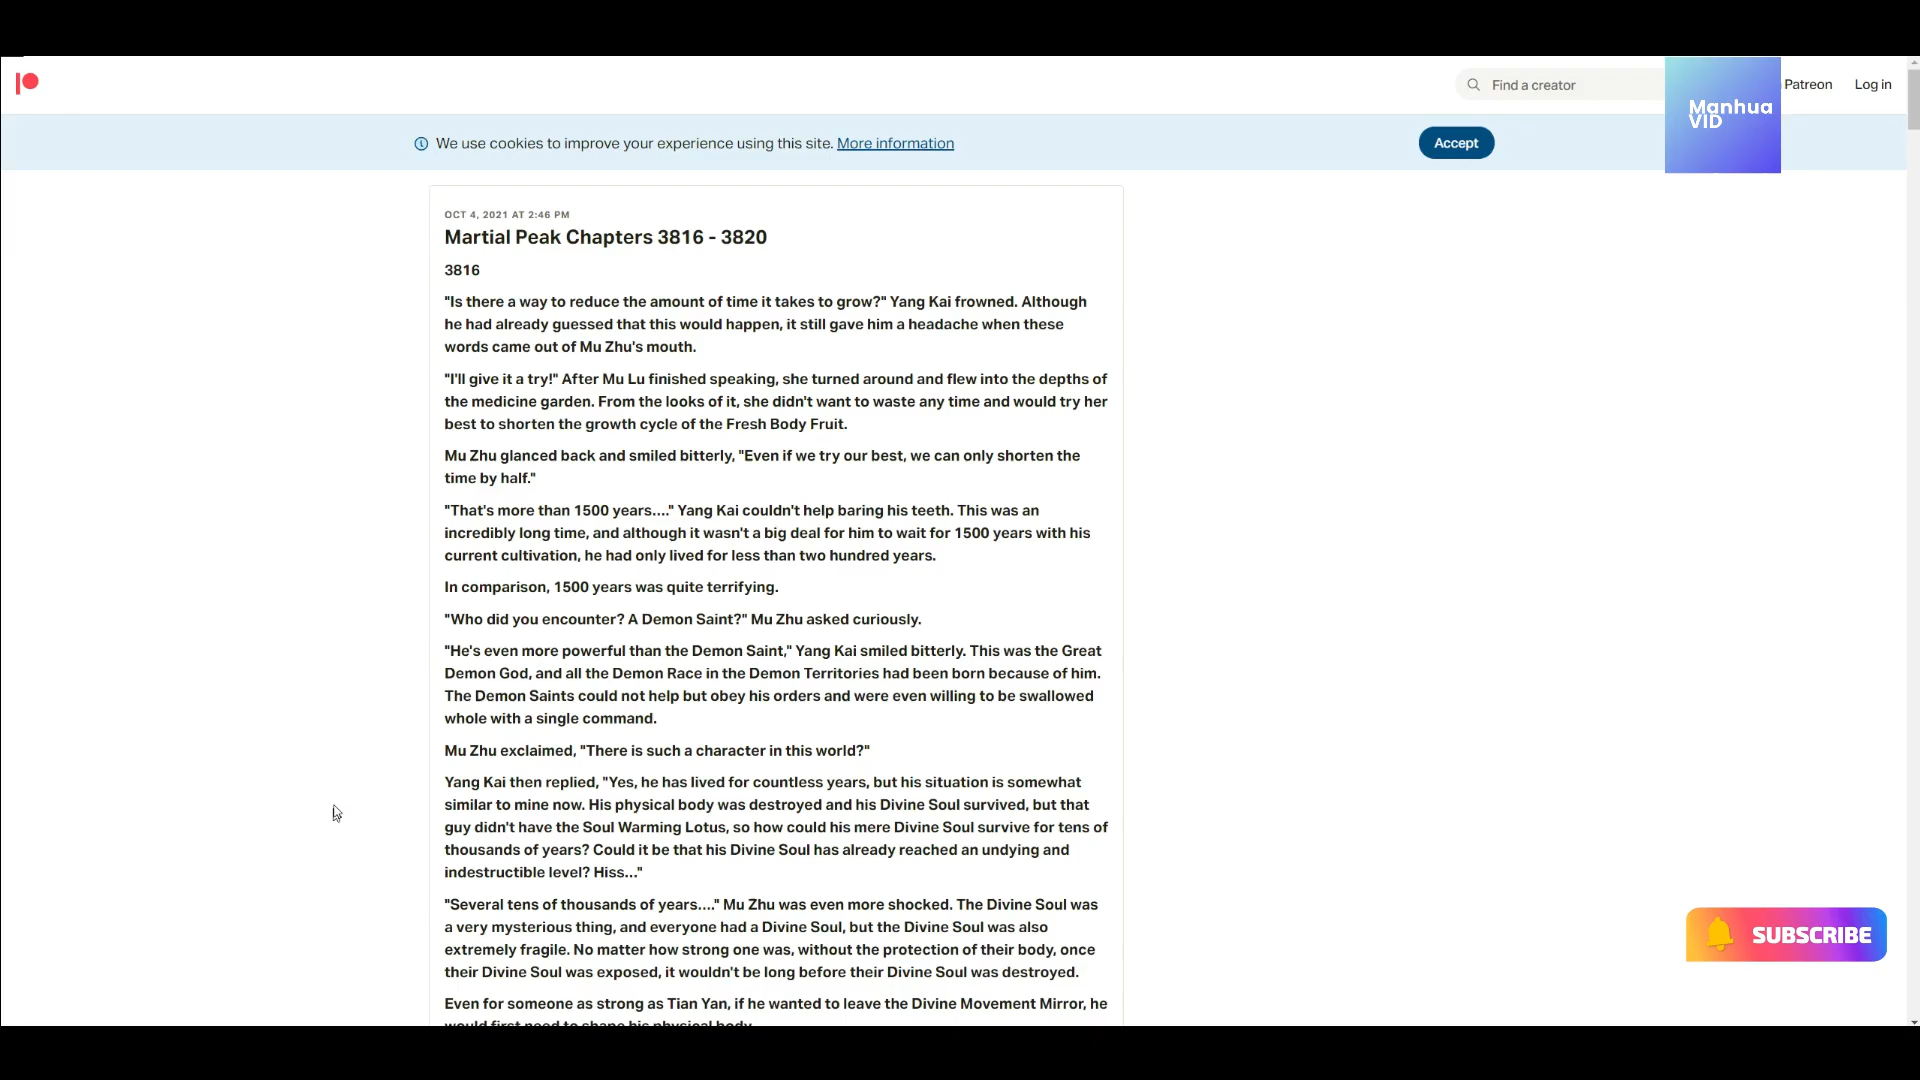 Find a creator
Patreon
Log in
Manhua
VID
We use cookies to improve your experience using this site. More information
Accept
OCT 4, 2021 AT 2:46 PM
Martial Peak Chapters 3816 - 3820
3816
"Is there a way to reduce the amount of time it takes to grow?" Yang Kai frowned. Although
he had already guessed that this would happen, it still gave him a headache when these
words came out of Mu Zhu's mouth.
"I'll give it a try!" After Mu Lu finished speaking, she turned around and flew into the depths of
the medicine garden. From the looks of it, she didn't want to waste any time and would try her
best to shorten the growth cycle of the Fresh Body Fruit.
Mu Zhu glanced back and smiled bitterly, "Even if we try our best, we can only shorten the
time by half."
"That's more than 1500 years...." Yang Kai couldn't help baring his teeth. This was an
incredibly long time, and although it wasn't a big deal for him to wait for 1500 years with his
current cultivation, he had only lived for less than two hundred years.
In comparison, 1500 years was quite terrifying.
"Who did you encounter? A Demon Saint?" Mu Zhu asked curiously.
"He's even more powerful than the Demon Saint," Yang Kai smiled bitterly. This was the Great
Demon God, and all the Demon Race in the Demon Territories had been born because of him.
The Demon Saints could not help but obey his orders and were even willing to be swallowed
whole with a single command.
Mu Zhu exclaimed, "There is such a character in this world?"
Yang Kai then replied, "Yes, he has lived for countless years, but his situation is somewhat
similar to mine now. His physical body was destroyed and his Divine Soul survived, but that
guy didn't have the Soul Warming Lotus, so how could his mere Divine Soul survive for tens of
thousands of years? Could it be that his Divine Soul has already reached an undying and
indestructible level? Hiss..."
"Several tens of thousands of years...." Mu Zhu was even more shocked. The Divine Soul was
a very mysterious thing, and everyone had a Divine Soul, but the Divine Soul was also
extremely fragile. No matter how strong one was, without the protection of their body, once
their Divine Soul was exposed, it wouldn't be long before their Divine Soul was destroyed.
Even for someone as strong as Tian Yan, if he wanted to leave the Divine Movement Mirror, he
would first need to shape his physical body.
SUBSCRIBE